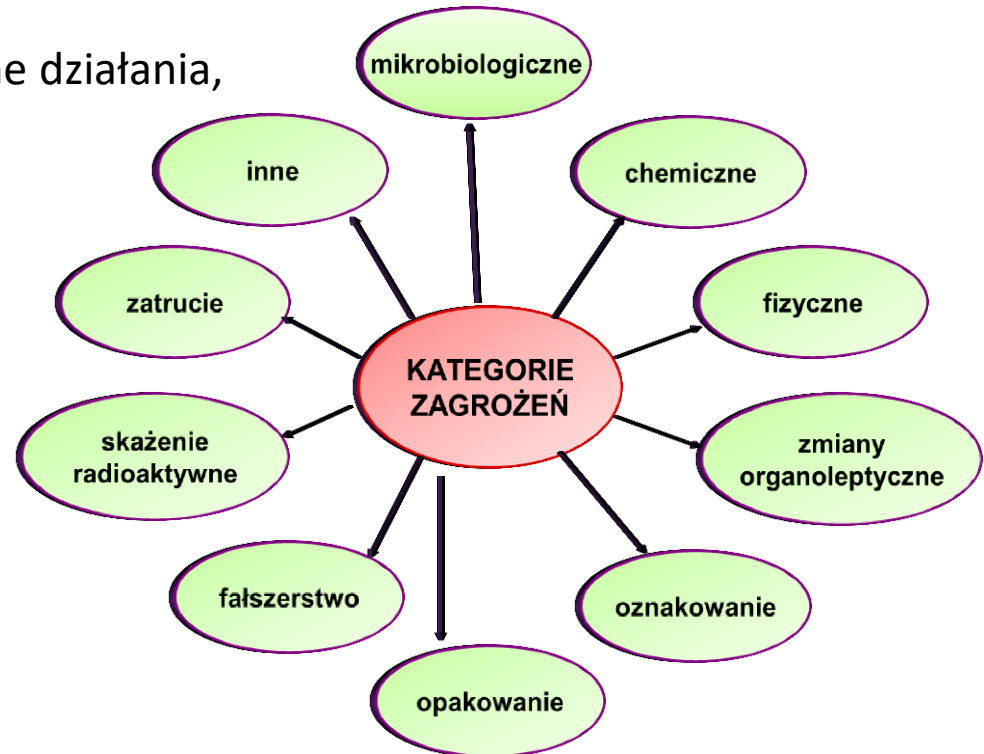 e działania,
mikrobiologiczne
inne
chemiczne
zatrucie
fizyczne
KATEGORIE
ZAGROŻEŃ
skażenie
radioaktywne
zmiany
organoleptyczne
fałszerstwo
oznakowanie
opakowanie